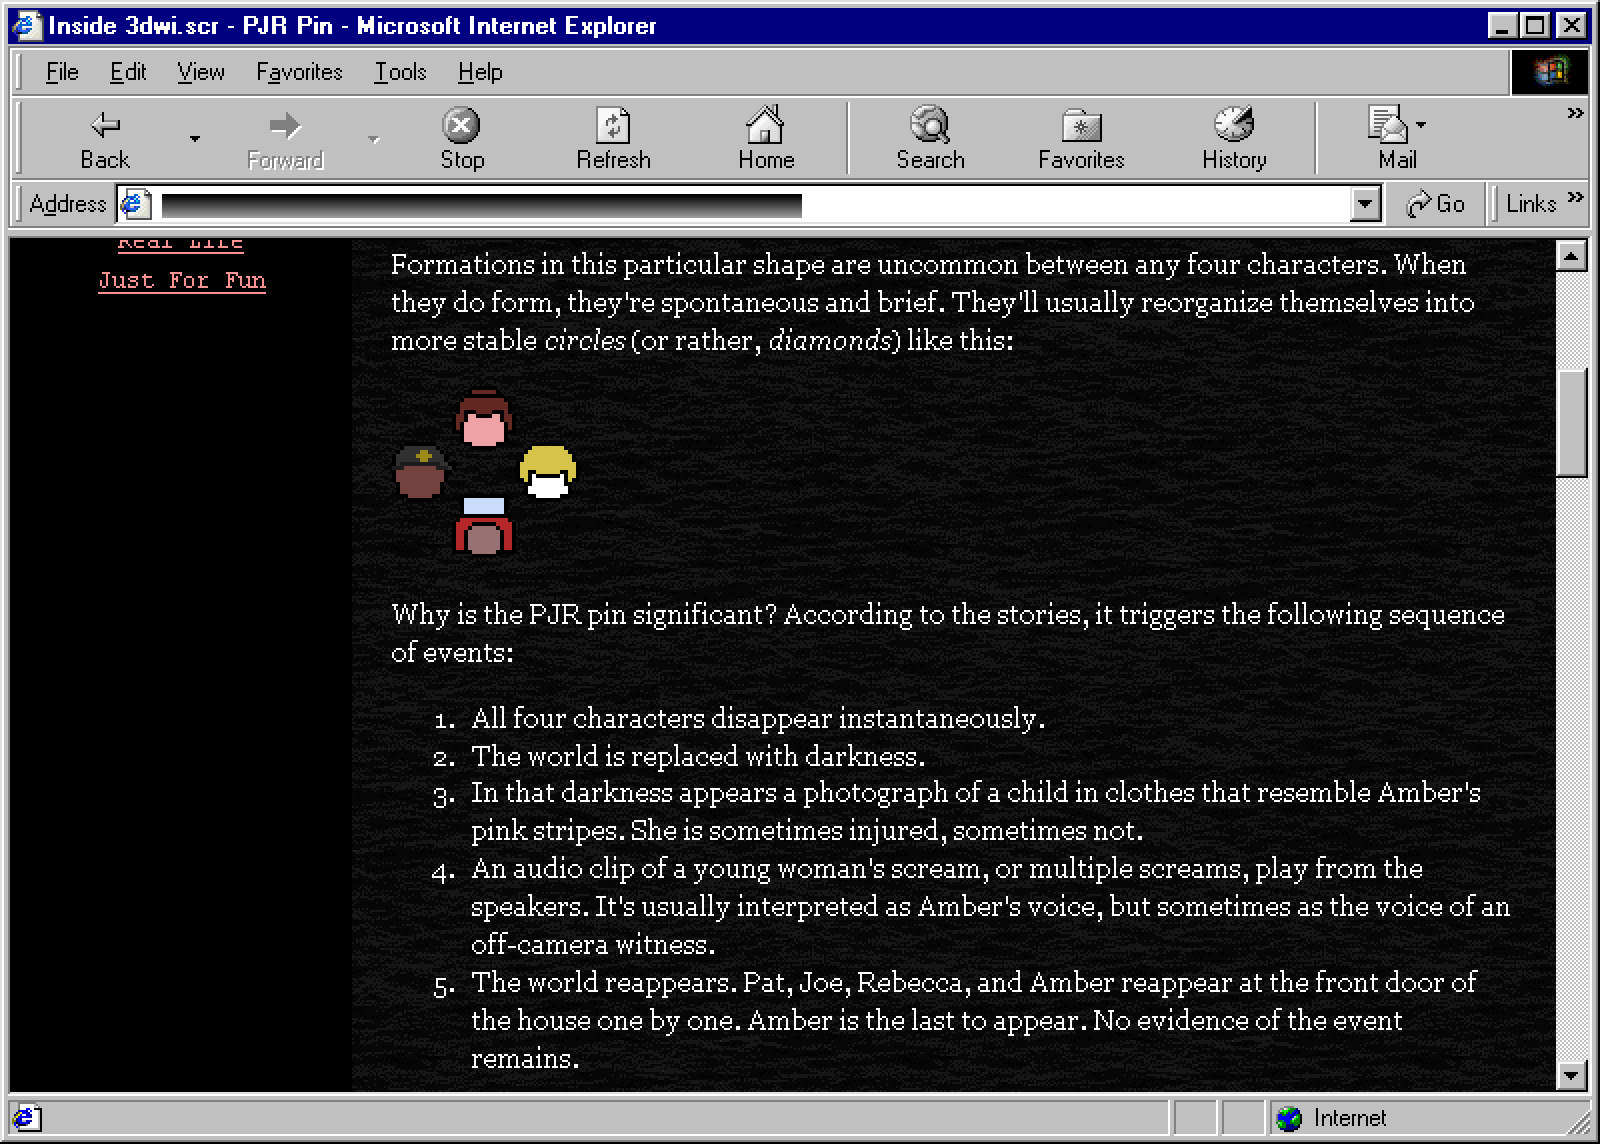 Inside 3dwi.scr - PJR Pin - Microsoft Internet Explorer
File Edit View Favorites Tools Help
Back Forward Stop Refresh Home Search Favorites History Mail »
Address Go Links »
Real Life
Just For Fun
Formations in this particular shape are uncommon between any four characters. When
they do form, they're spontaneous and brief. They'll usually reorganize themselves into
more stable circles (or rather, diamonds) like this:
Why is the PJR pin significant? According to the stories, it triggers the following sequence
of events:
1. All four characters disappear instantaneously.
2. The world is replaced with darkness.
3. In that darkness appears a photograph of a child in clothes that resemble Amber's
pink stripes. She is sometimes injured, sometimes not.
4. An audio clip of a young woman's scream, or multiple screams, play from the
speakers. It's usually interpreted as Amber's voice, but sometimes as the voice of an
off-camera witness.
5. The world reappears. Pat, Joe, Rebecca, and Amber reappear at the front door of
the house one by one. Amber is the last to appear. No evidence of the event
remains.
Internet